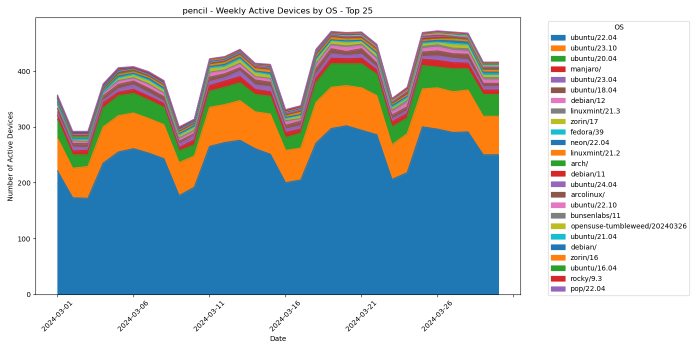 pencil - Weekly Active Devices by OS - Top 25
Number of Active Devices
400
300
200
100
0
2024-03-01
2024-03-06
2024-03-11
2024-03-16
2024-03-21
2024-03-26
Date
OS
ubuntu/22.04
ubuntu/23.10
ubuntu/20.04
manjaro/
ubuntu/23.04
ubuntu/18.04
debian/12
linuxmint/21.3
zorin/17
fedora/39
neon/22.04
linuxmint/21.2
arch/
debian/11
ubuntu/24.04
arcolinux/
ubuntu/22.10
bunsenlabs/11
opensuse-tumbleweed/20240326
ubuntu/21.04
debian/
zorin/16
ubuntu/16.04
rocky/9.3
pop/22.04